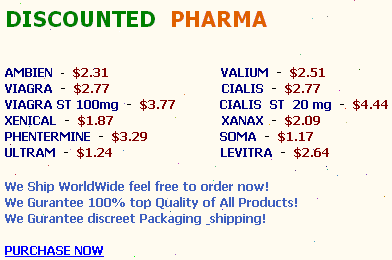 DISCOUNTED PHARMA
AMBIEN - $2.31 VALIUM - $2.51
VIAGRA - $2.77 CIALIS - $2.77
VIAGRA ST 100mg - $3.77 CIALIS ST 20 mg - $4.44
XENICAL - $1.87 XANAX - $2.09
PHENTERMINE - $3.29 SOMA - $1.17
ULTRAM - $1.24 LEVITRA - $2.64
We Ship WorldWide feel free to order now!
We Gurantee 100% top Quality of All Products!
We Gurantee discreet Packaging _shipping!
PURCHASE NOW